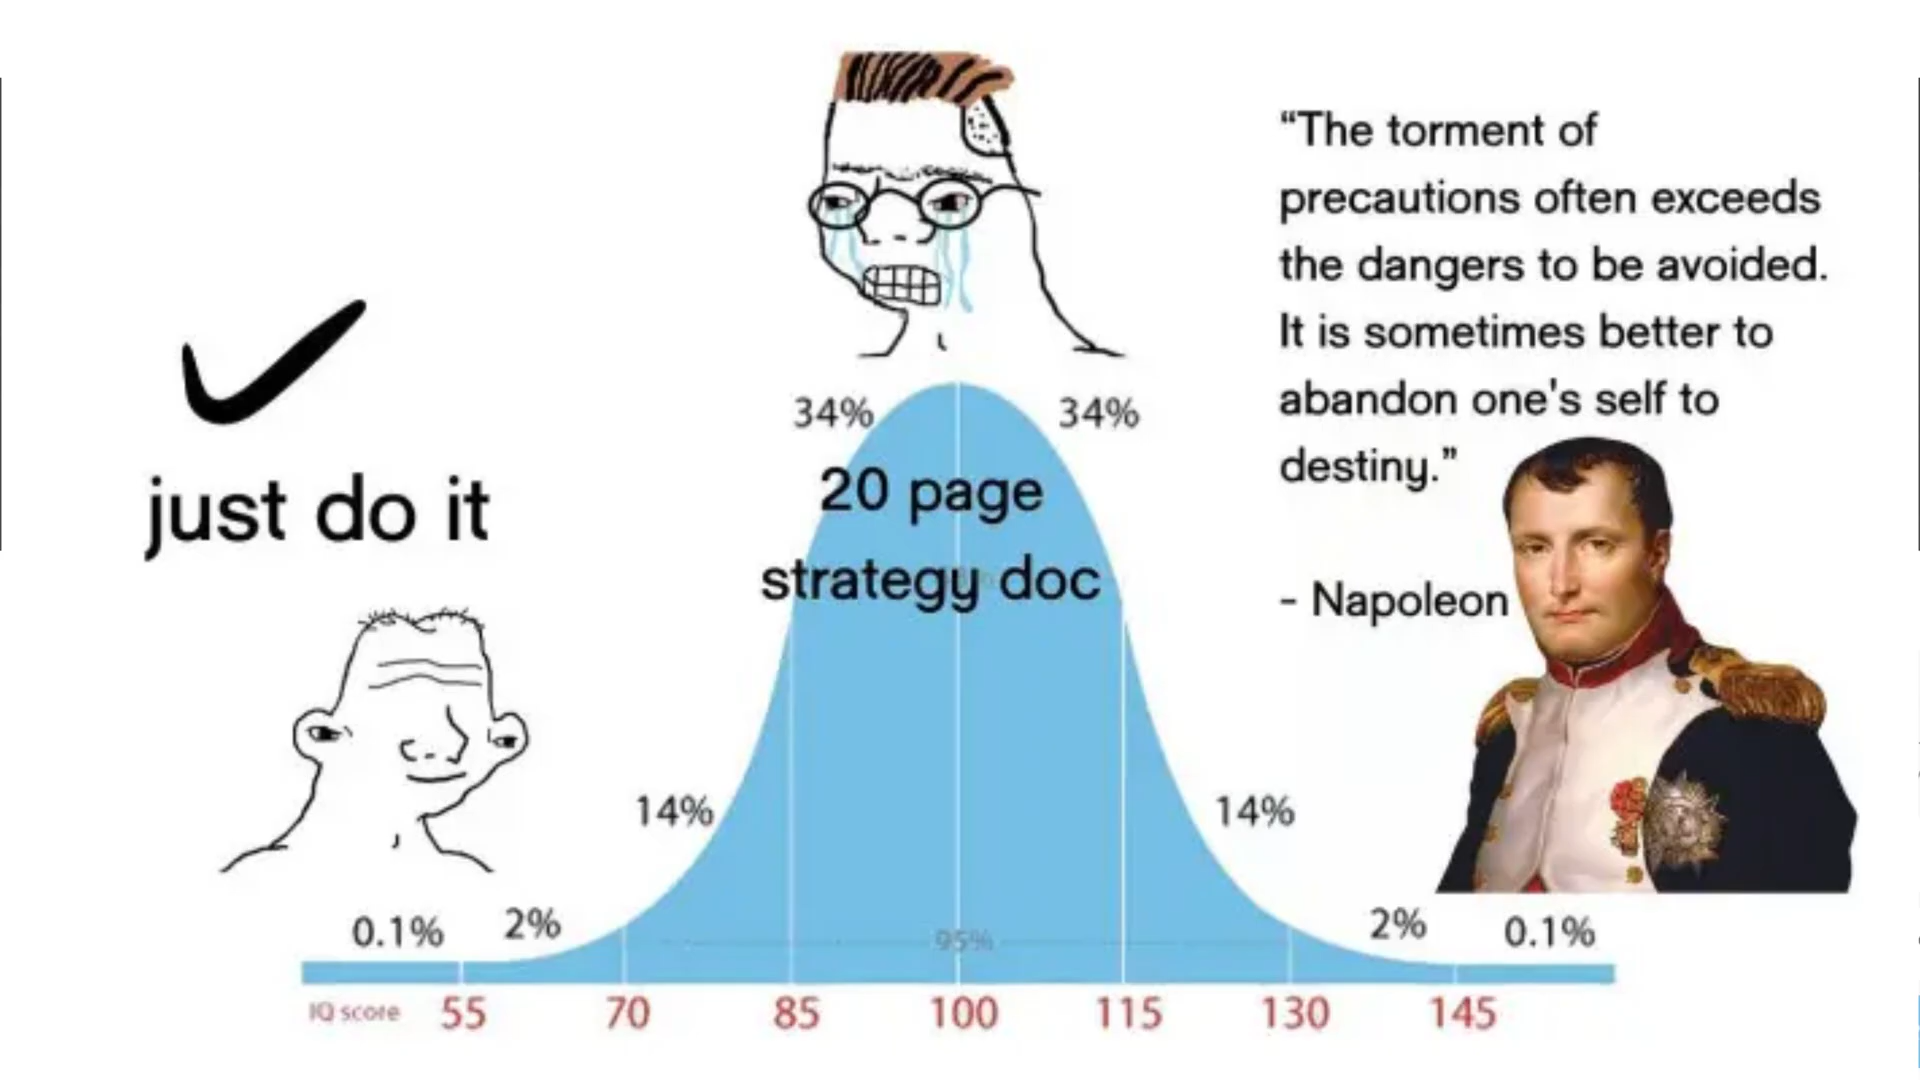 “The torment of
precautions often exceeds
the dangers to be avoided.
It is sometimes better to
abandon one's self to
destiny.”
- Napoleon
just do it
34%
34%
20 page
strategy doc
14%
14%
0.1%
2%
95%
2%
0.1%
IQ score
55
70
85
100
115
130
145